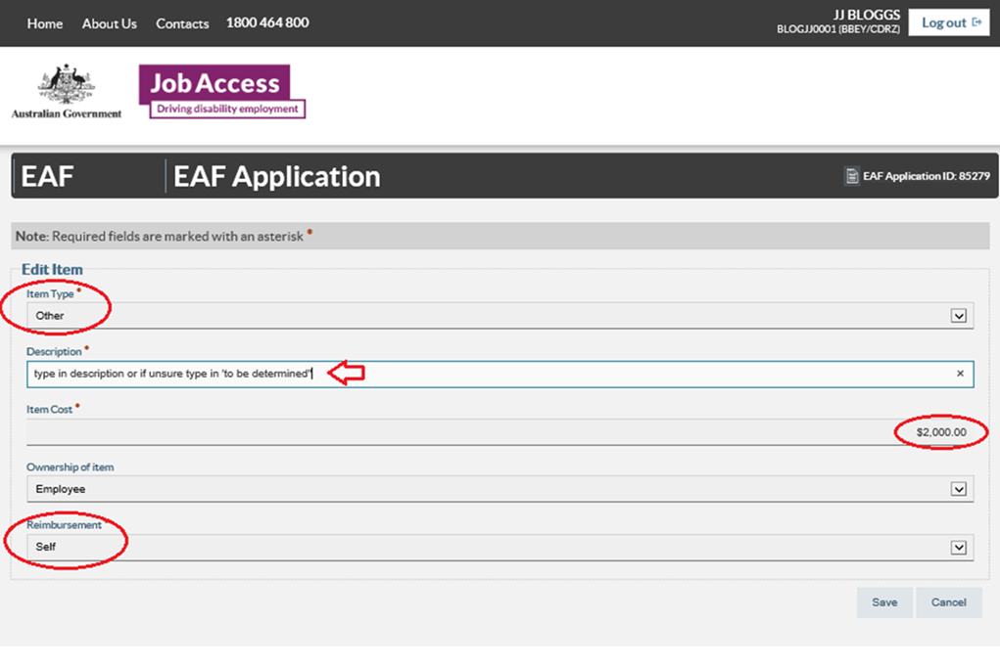 Home About Us Contacts 1800 464 800
JJ BLOGGS
BLOGJJ0001 (BBEY/CDRZ)
Log out
Australian Government
Job Access
Driving disability employment
EAF
EAF Application
EAF Application ID: 85279
Note: Required fields are marked with an asterisk *
Edit Item
Item Type *
Other
Description *
type in description or if unsure type in 'to be determined'
×
Item Cost *
$2,000.00
Ownership of item
Employee
Reimbursement
Self
Save Cancel